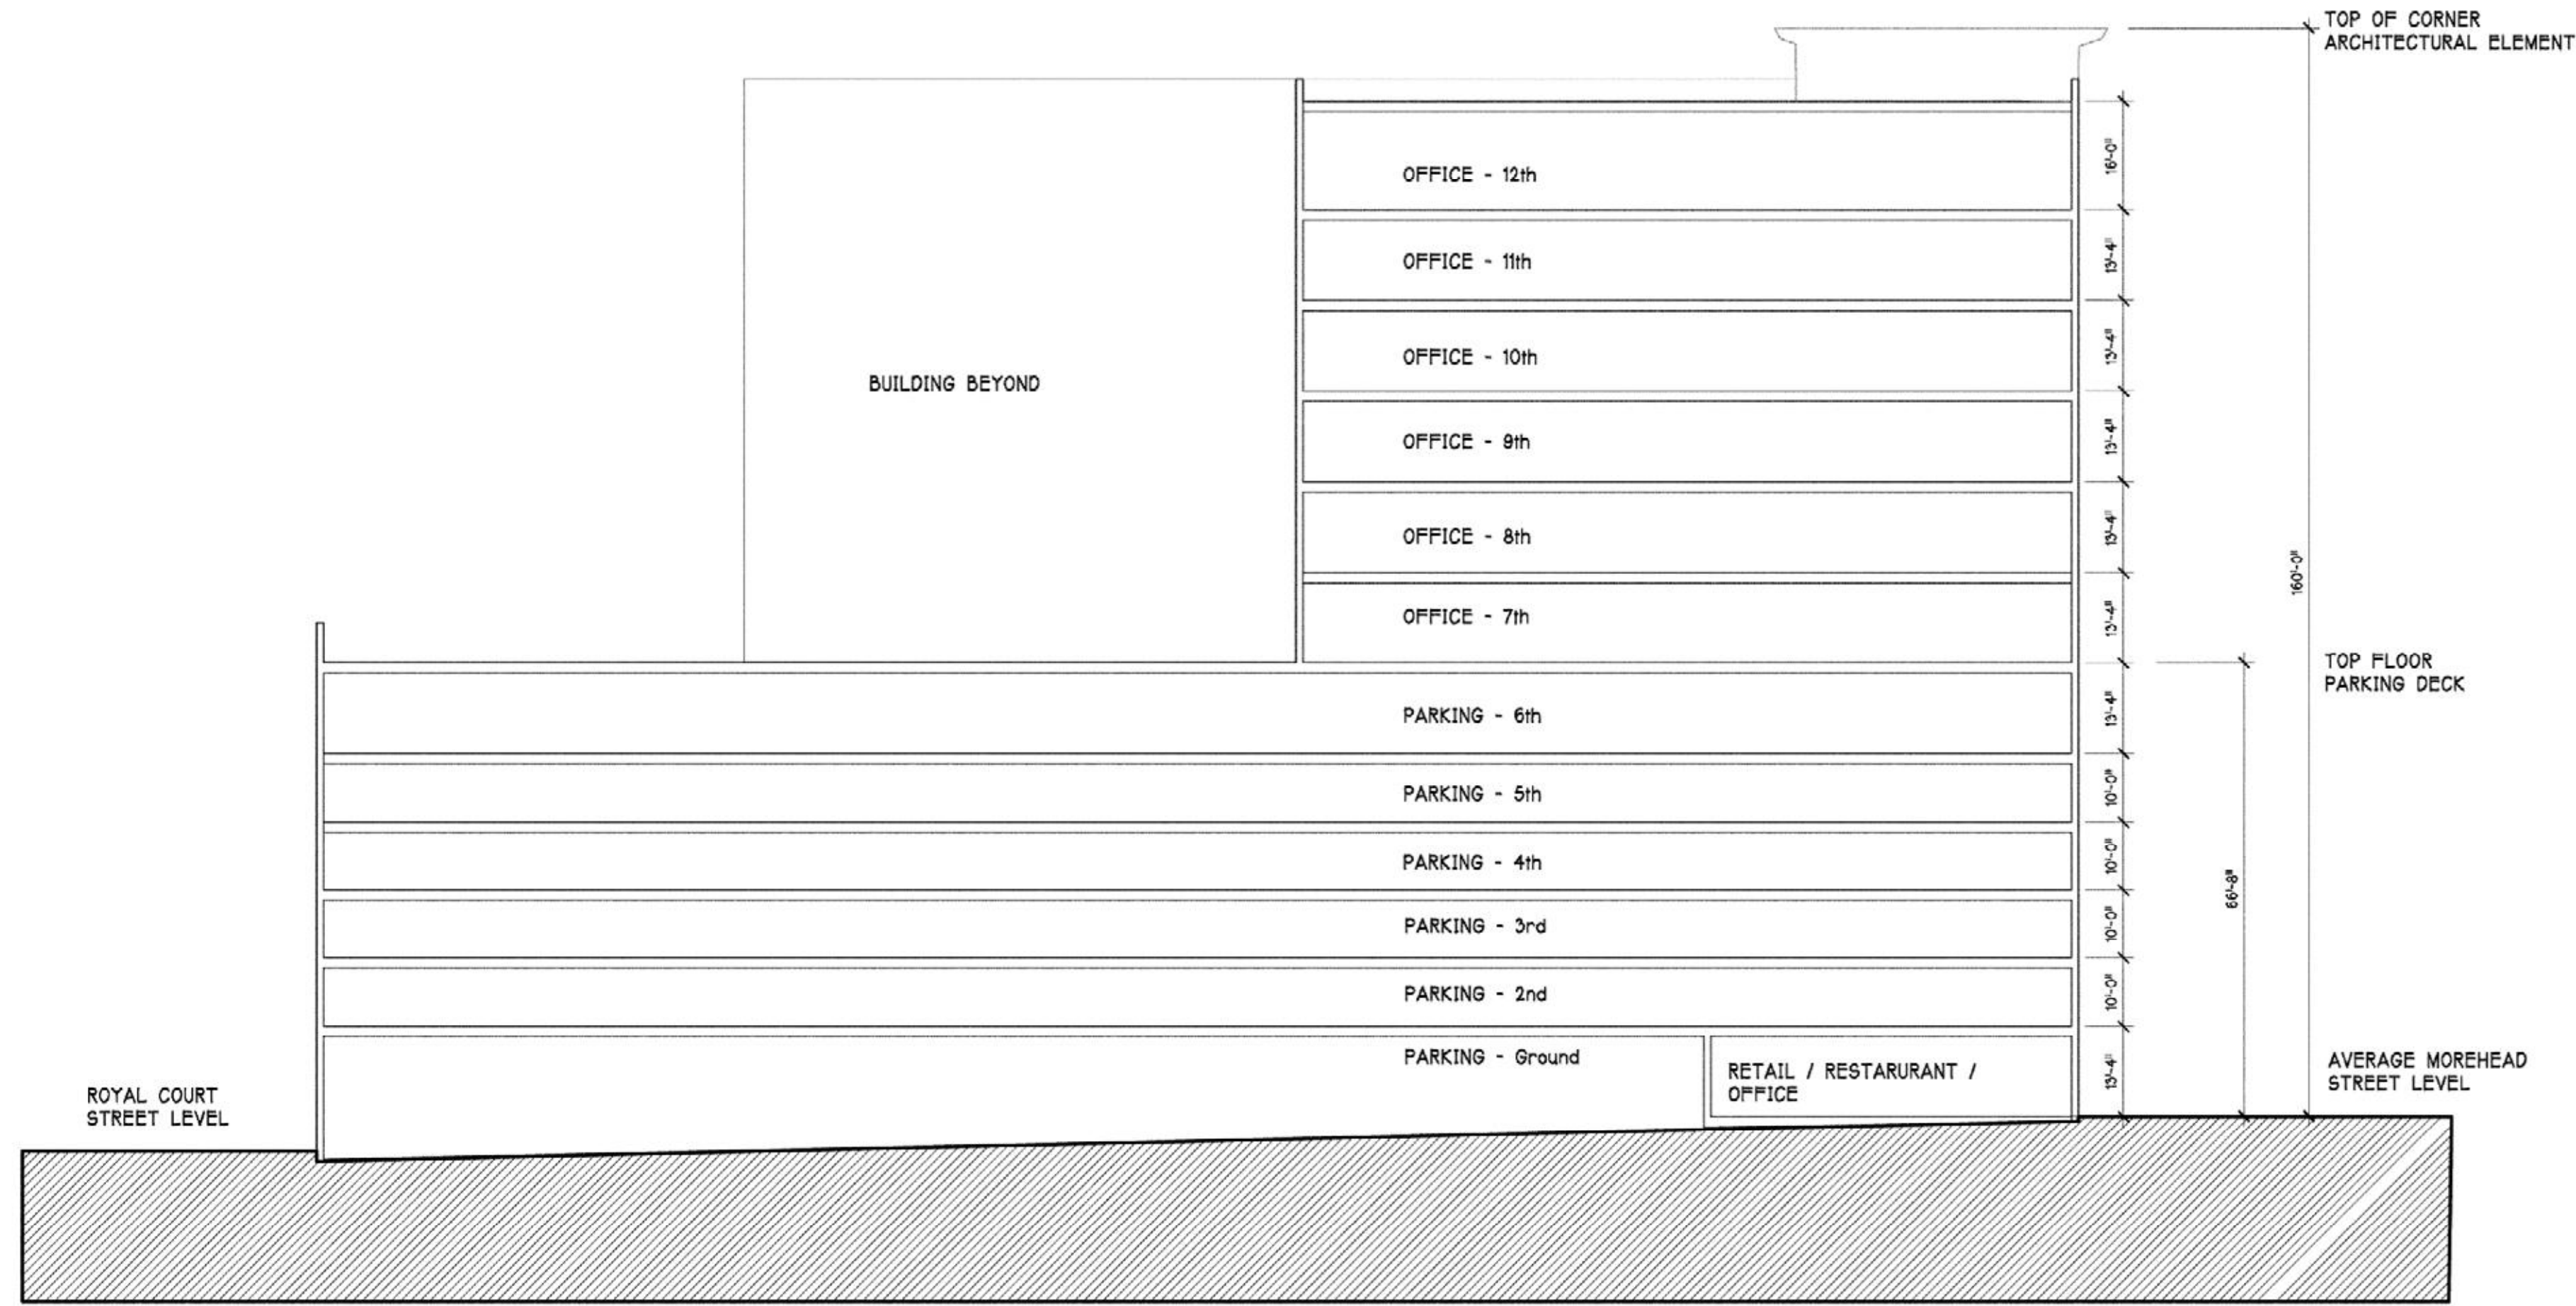 TOP OF CORNER
ARCHITECTURAL ELEMENT
OFFICE - 12th
16'-0"
OFFICE - 11th
13'-4"
OFFICE - 10th
13'-4"
BUILDING BEYOND
OFFICE - 9th
13'-4"
OFFICE - 8th
13'-4"
160'-0"
OFFICE - 7th
13'-4"
TOP FLOOR
PARKING DECK
PARKING - 6th
13'-4"
PARKING - 5th
10'-0"
PARKING - 4th
10'-0"
66'-8"
PARKING - 3rd
10'-0"
PARKING - 2nd
10'-0"
PARKING - Ground
RETAIL / RESTARURANT /
OFFICE
13'-4"
AVERAGE MOREHEAD
STREET LEVEL
ROYAL COURT
STREET LEVEL